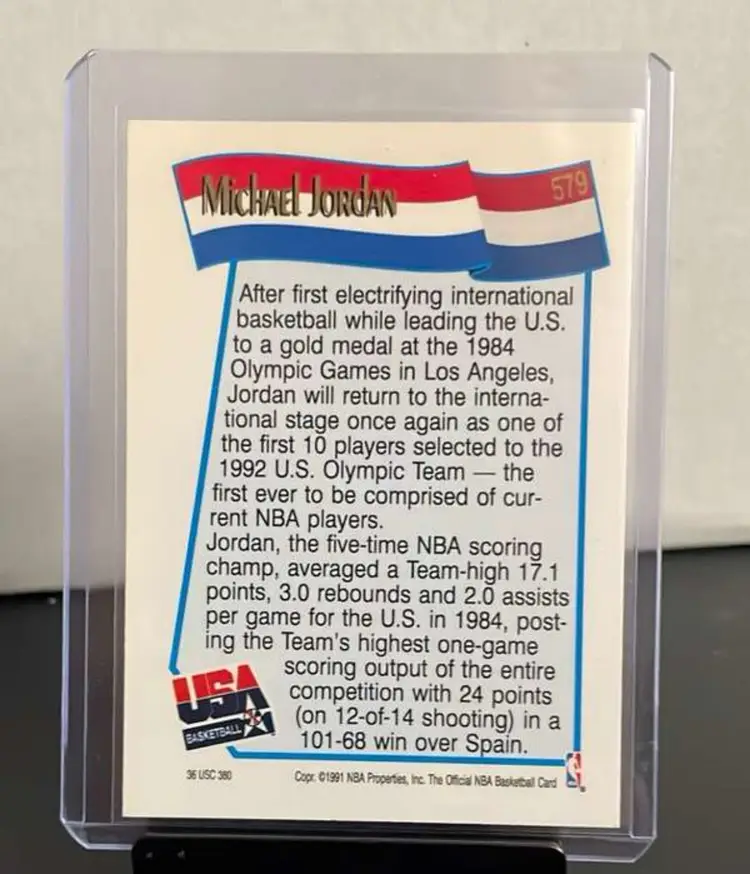 Michael Jordan
579
After first electrifying international
basketball while leading the U.S.
to a gold medal at the 1984
Olympic Games in Los Angeles,
Jordan will return to the interna-
tional stage once again as one of
the first 10 players selected to the
1992 U.S. Olympic Team — the
first ever to be comprised of cur-
rent NBA players.
Jordan, the five-time NBA scoring
champ, averaged a Team-high 17.1
points, 3.0 rebounds and 2.0 assists
per game for the U.S. in 1984, post-
ing the Team's highest one-game
scoring output of the entire
competition with 24 points
(on 12-of-14 shooting) in a
101-68 win over Spain.
USA
BASKETBALL
36 USC 380
Copr. ©1991 NBA Properties, Inc. The Official NBA Basketball Card